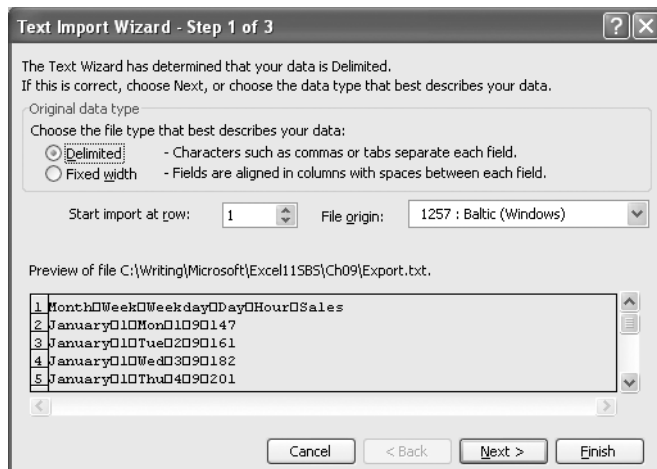 Text Import Wizard - Step 1 of 3
The Text Wizard has determined that your data is Delimited.
If this is correct, choose Next, or choose the data type that best describes your data.
Original data type
Choose the file type that best describes your data:
Delimited - Characters such as commas or tabs separate each field.
Fixed width - Fields are aligned in columns with spaces between each field.
Start import at row: 1 File origin: 1257 : Baltic (Windows)
Preview of file C:\Writing\Microsoft\Excel11SBS\Ch09\Export.txt.
1 Month□Week□Weekday□Day□Hour□Sales
2 January□1□Mon□1□9□147
3 January□1□Tue□2□9□161
4 January□1□Wed□3□9□182
5 January□1□Thu□4□9□201
Cancel < Back Next > Finish